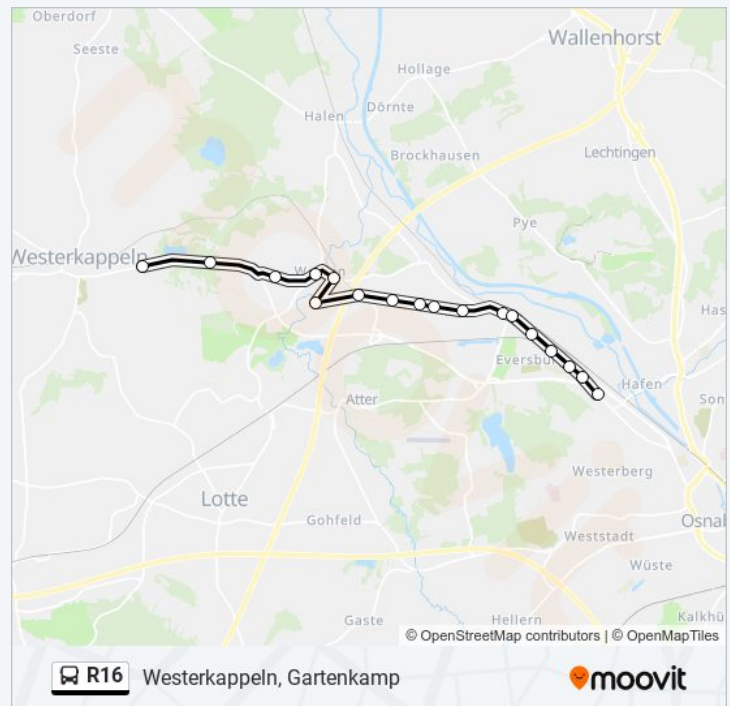 Oberdorf
Seeste
Wallenhorst
Hollage
Dörnte
Halen
Brockhausen
Lechtingen
Pye
Westerkappeln
Has
Eversbu
Hafen
Atter
Son
Westerberg
Lotte
Gohfeld
Osnab
Weststadt
Wüste
Gaste
Hellern
Kalkhü
© OpenStreetMap contributors | © OpenMapTiles
R16 Westerkappeln, Gartenkamp
moovit